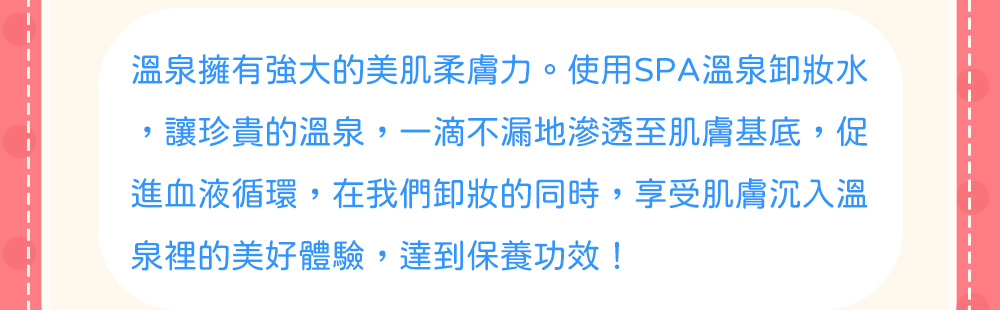 溫泉擁有強大的美肌柔膚力。使用SPA溫泉卸妝水
，讓珍貴的溫泉，一滴不漏地滲透至肌膚基底，促
進血液循環，在我們卸妝的同時，享受肌膚沉入溫
泉裡的美好體驗，達到保養功效！